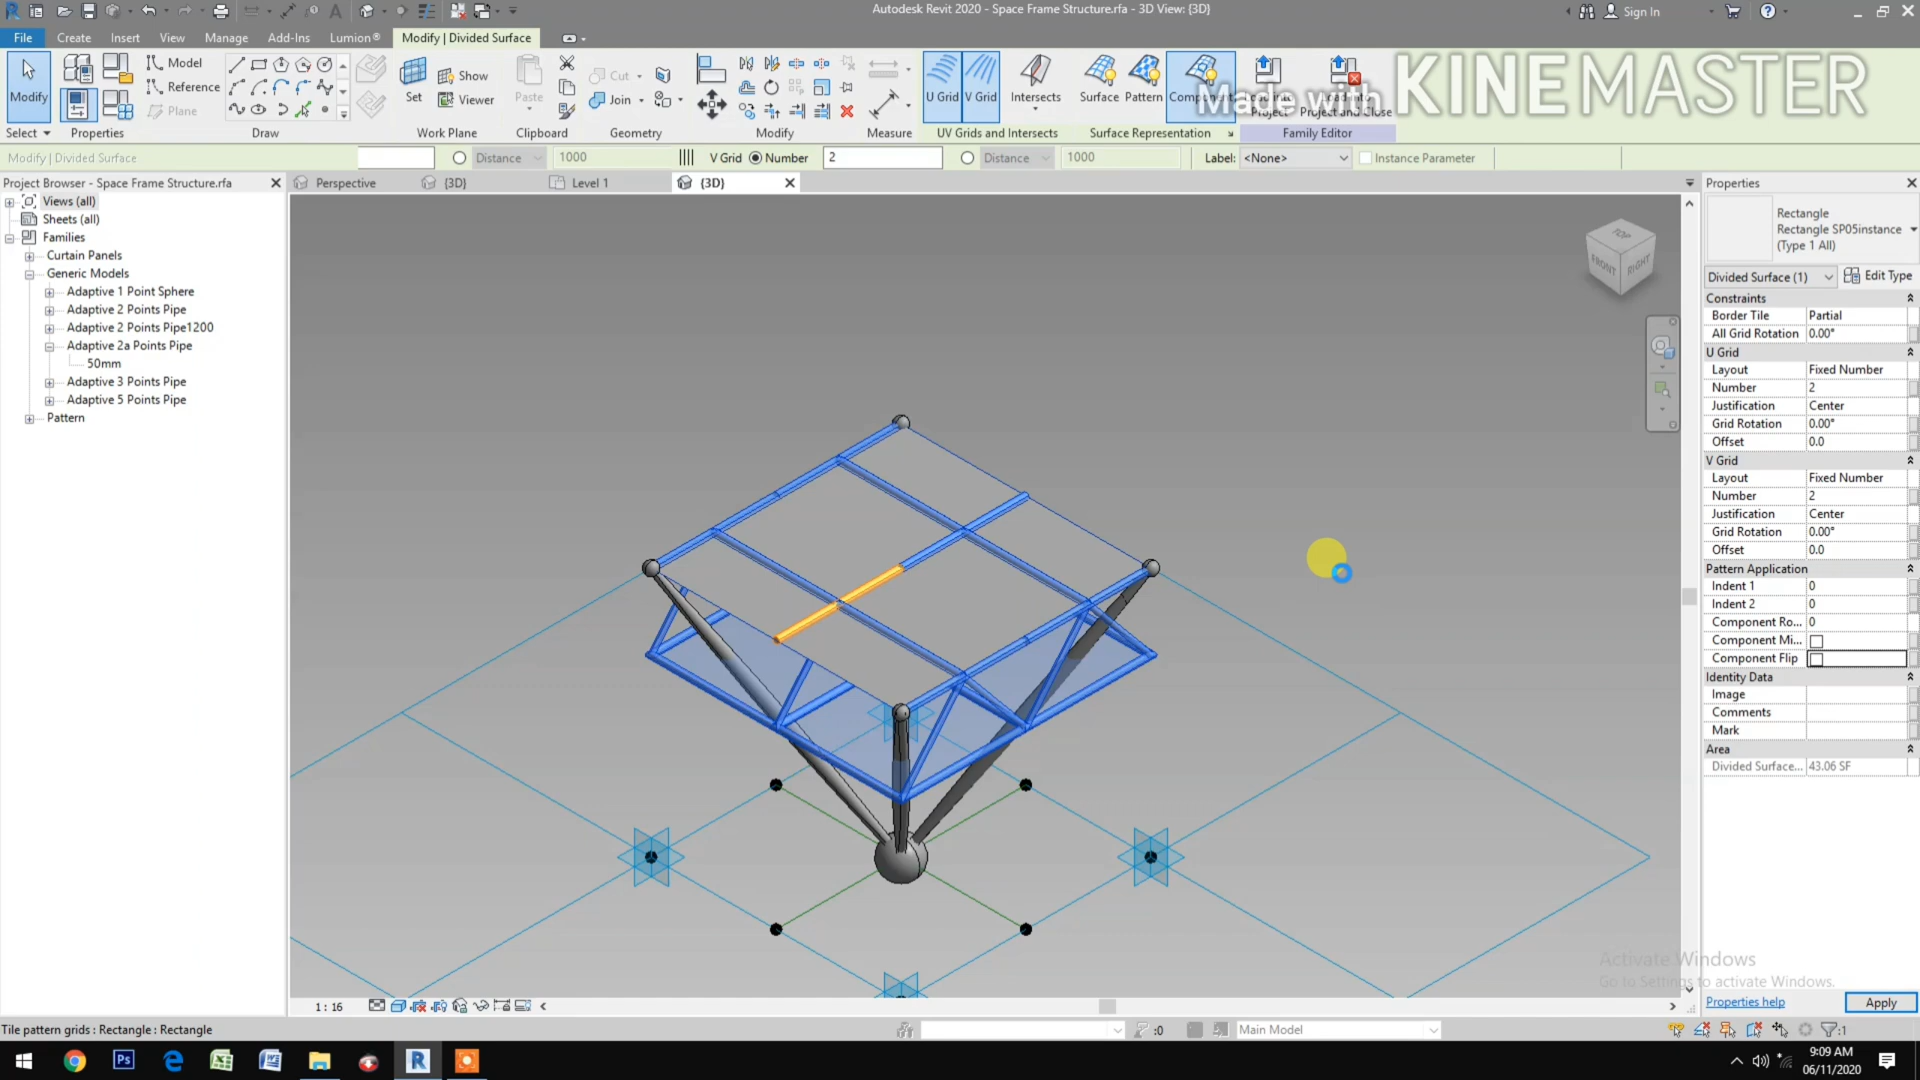 Autodesk Revit 2020 - Space Frame Structure.rfa - 3D View: {3D}
Sign In
File Create Insert View Manage Add-Ins Lumion® Modify | Divided Surface
Modify
Model
Reference
Plane
Set
Show
Viewer
Paste
Cut
Join
U Grid V Grid
Intersects
Surface Pattern
Project
Project and Close
Made with KINEMASTER
Select Properties Draw Work Plane Clipboard Geometry Modify Measure UV Grids and Intersects Surface Representation Family Editor
Modify | Divided Surface
Distance 1000 V Grid Number 2 Distance 1000 Label: <None> Instance Parameter
Project Browser - Space Frame Structure.rfa
Perspective {3D} Level 1 {3D}
Properties
Views (all)
Sheets (all)
Families
Curtain Panels
Generic Models
Adaptive 1 Point Sphere
Adaptive 2 Points Pipe
Adaptive 2 Points Pipe1200
Adaptive 2a Points Pipe
50mm
Adaptive 3 Points Pipe
Adaptive 5 Points Pipe
Pattern
TOP
FRONT RIGHT
Rectangle
Rectangle SP05instance
(Type 1 All)
Divided Surface (1) Edit Type
Constraints
Border Tile Partial
All Grid Rotation 0.00°
U Grid
Layout Fixed Number
Number 2
Justification Center
Grid Rotation 0.00°
Offset 0.0
V Grid
Layout Fixed Number
Number 2
Justification Center
Grid Rotation 0.00°
Offset 0.0
Pattern Application
Indent 1 0
Indent 2 0
Component Ro... 0
Component Mi...
Component Flip
Identity Data
Image
Comments
Mark
Area
Divided Surface... 43.06 SF
Activate Windows
Go to Settings to activate Windows.
Properties help Apply
1 : 16
Tile pattern grids : Rectangle : Rectangle
:0
Main Model
:1
9:09 AM
06/11/2020